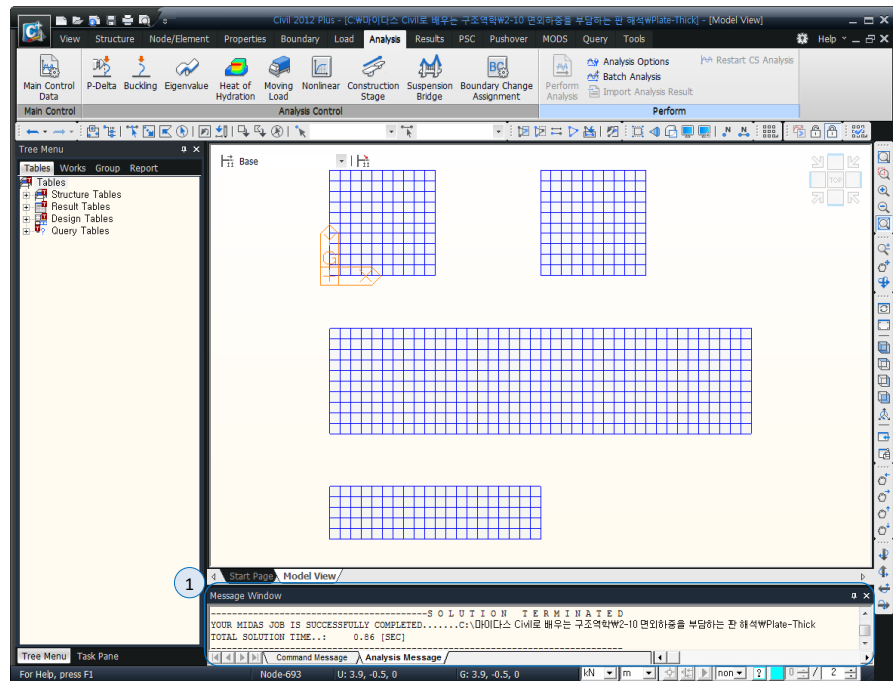 Civil 2012 Plus - [C:₩마이다스 Civil로 배우는 구조역학₩2-10 면외하중을 부담하는 판 해석₩Plate-Thick] - [Model View]
View Structure Node/Element Properties Boundary Load Analysis Results PSC Pushover MODS Query Tools Help
Main Control Data
P-Delta
Buckling
Eigenvalue
Heat of Hydration
Moving Load
Nonlinear
Construction Stage
Suspension Bridge
Boundary Change Assignment
Perform Analysis
Analysis Options
Batch Analysis
Import Analysis Result
Restart CS Analysis
Main Control Analysis Control Perform
Tree Menu
Tables Works Group Report
Tables
Structure Tables
Result Tables
Design Tables
Query Tables
Base
TOP
Start Page Model View
1
Message Window
------------------------------------------SOLUTION TERMINATED
YOUR MIDAS JOB IS SUCCESSFULLY COMPLETED.......C:₩마이다스 Civil로 배우는 구조역학₩2-10 면외하중을 부담하는 판 해석₩Plate-Thick
TOTAL SOLUTION TIME..: 0.86 [SEC]
Command Message Analysis Message
Tree Menu Task Pane
For Help, press F1 Node-693 U: 3.9, -0.5, 0 G: 3.9, -0.5, 0 kN m non ? 0 / 2